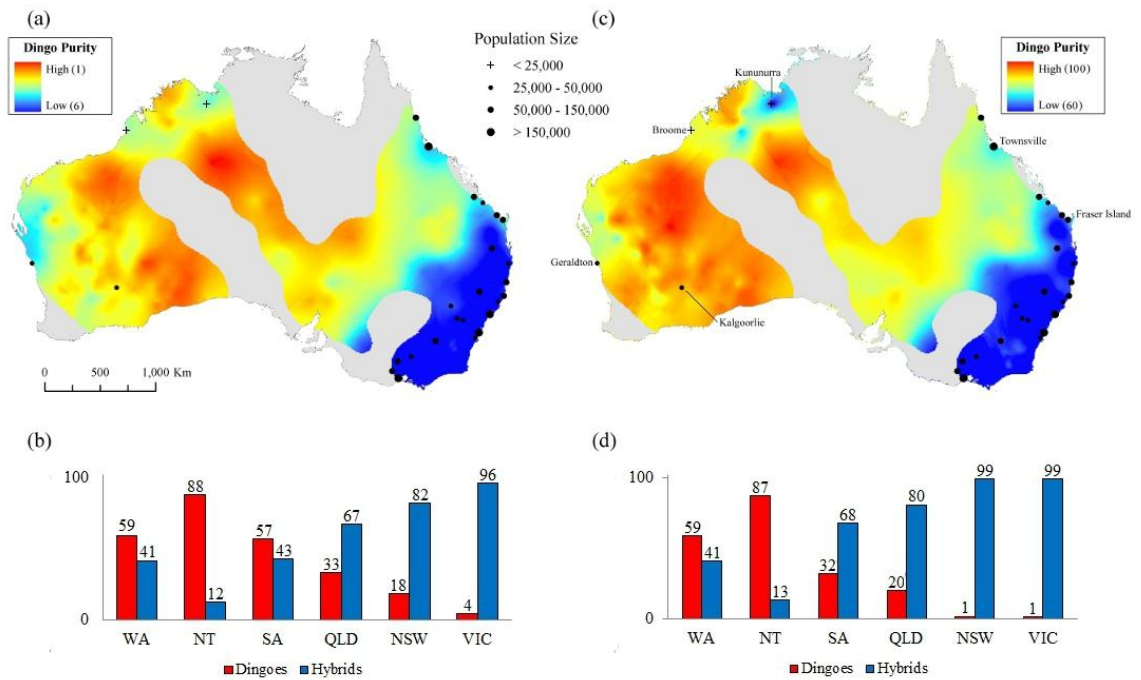 (a)
Dingo Purity
High (1)
Low (6)
Population Size
< 25,000
25,000 - 50,000
50,000 - 150,000
> 150,000
0 500 1,000 Km
(c)
Dingo Purity
High (100)
Low (60)
Kununurra
Broome
Townsville
Fraser Island
Geraldton
Kalgoorlie
(b)
100
0
59 41 88 12 57 43 33 67 18 82 4 96
WA NT SA QLD NSW VIC
Dingoes Hybrids
(d)
100
0
59 41 87 13 32 68 20 80 1 99 1 99
WA NT SA QLD NSW VIC
Dingoes Hybrids